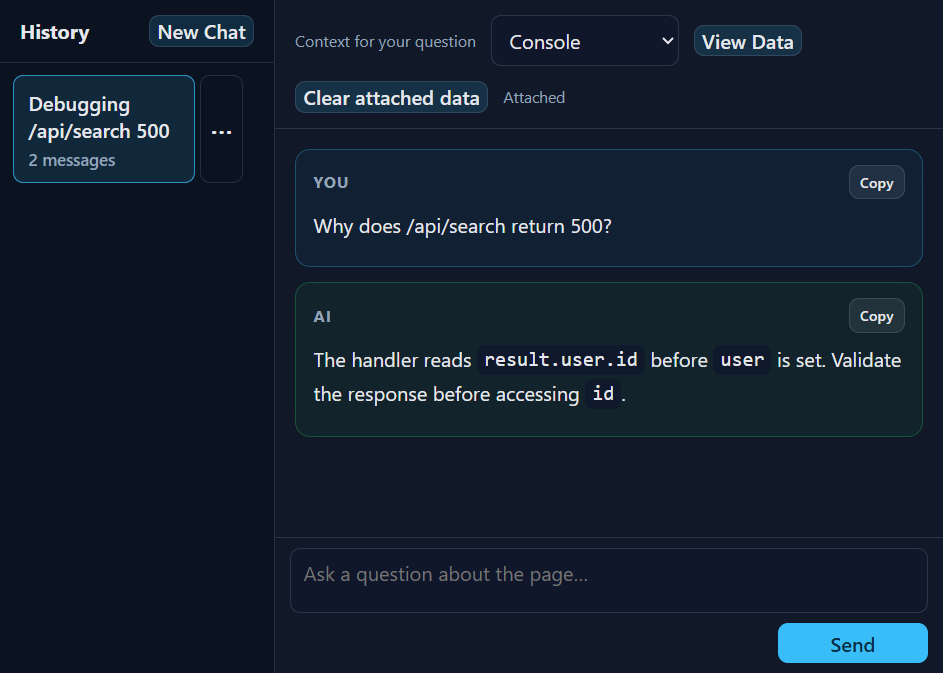 History
New Chat
Debugging
/api/search 500
2 messages
...
Context for your question
Console
View Data
Clear attached data
Attached
YOU
Copy
Why does /api/search return 500?
AI
Copy
The handler reads result.user.id before user is set. Validate
the response before accessing id.
Ask a question about the page...
Send